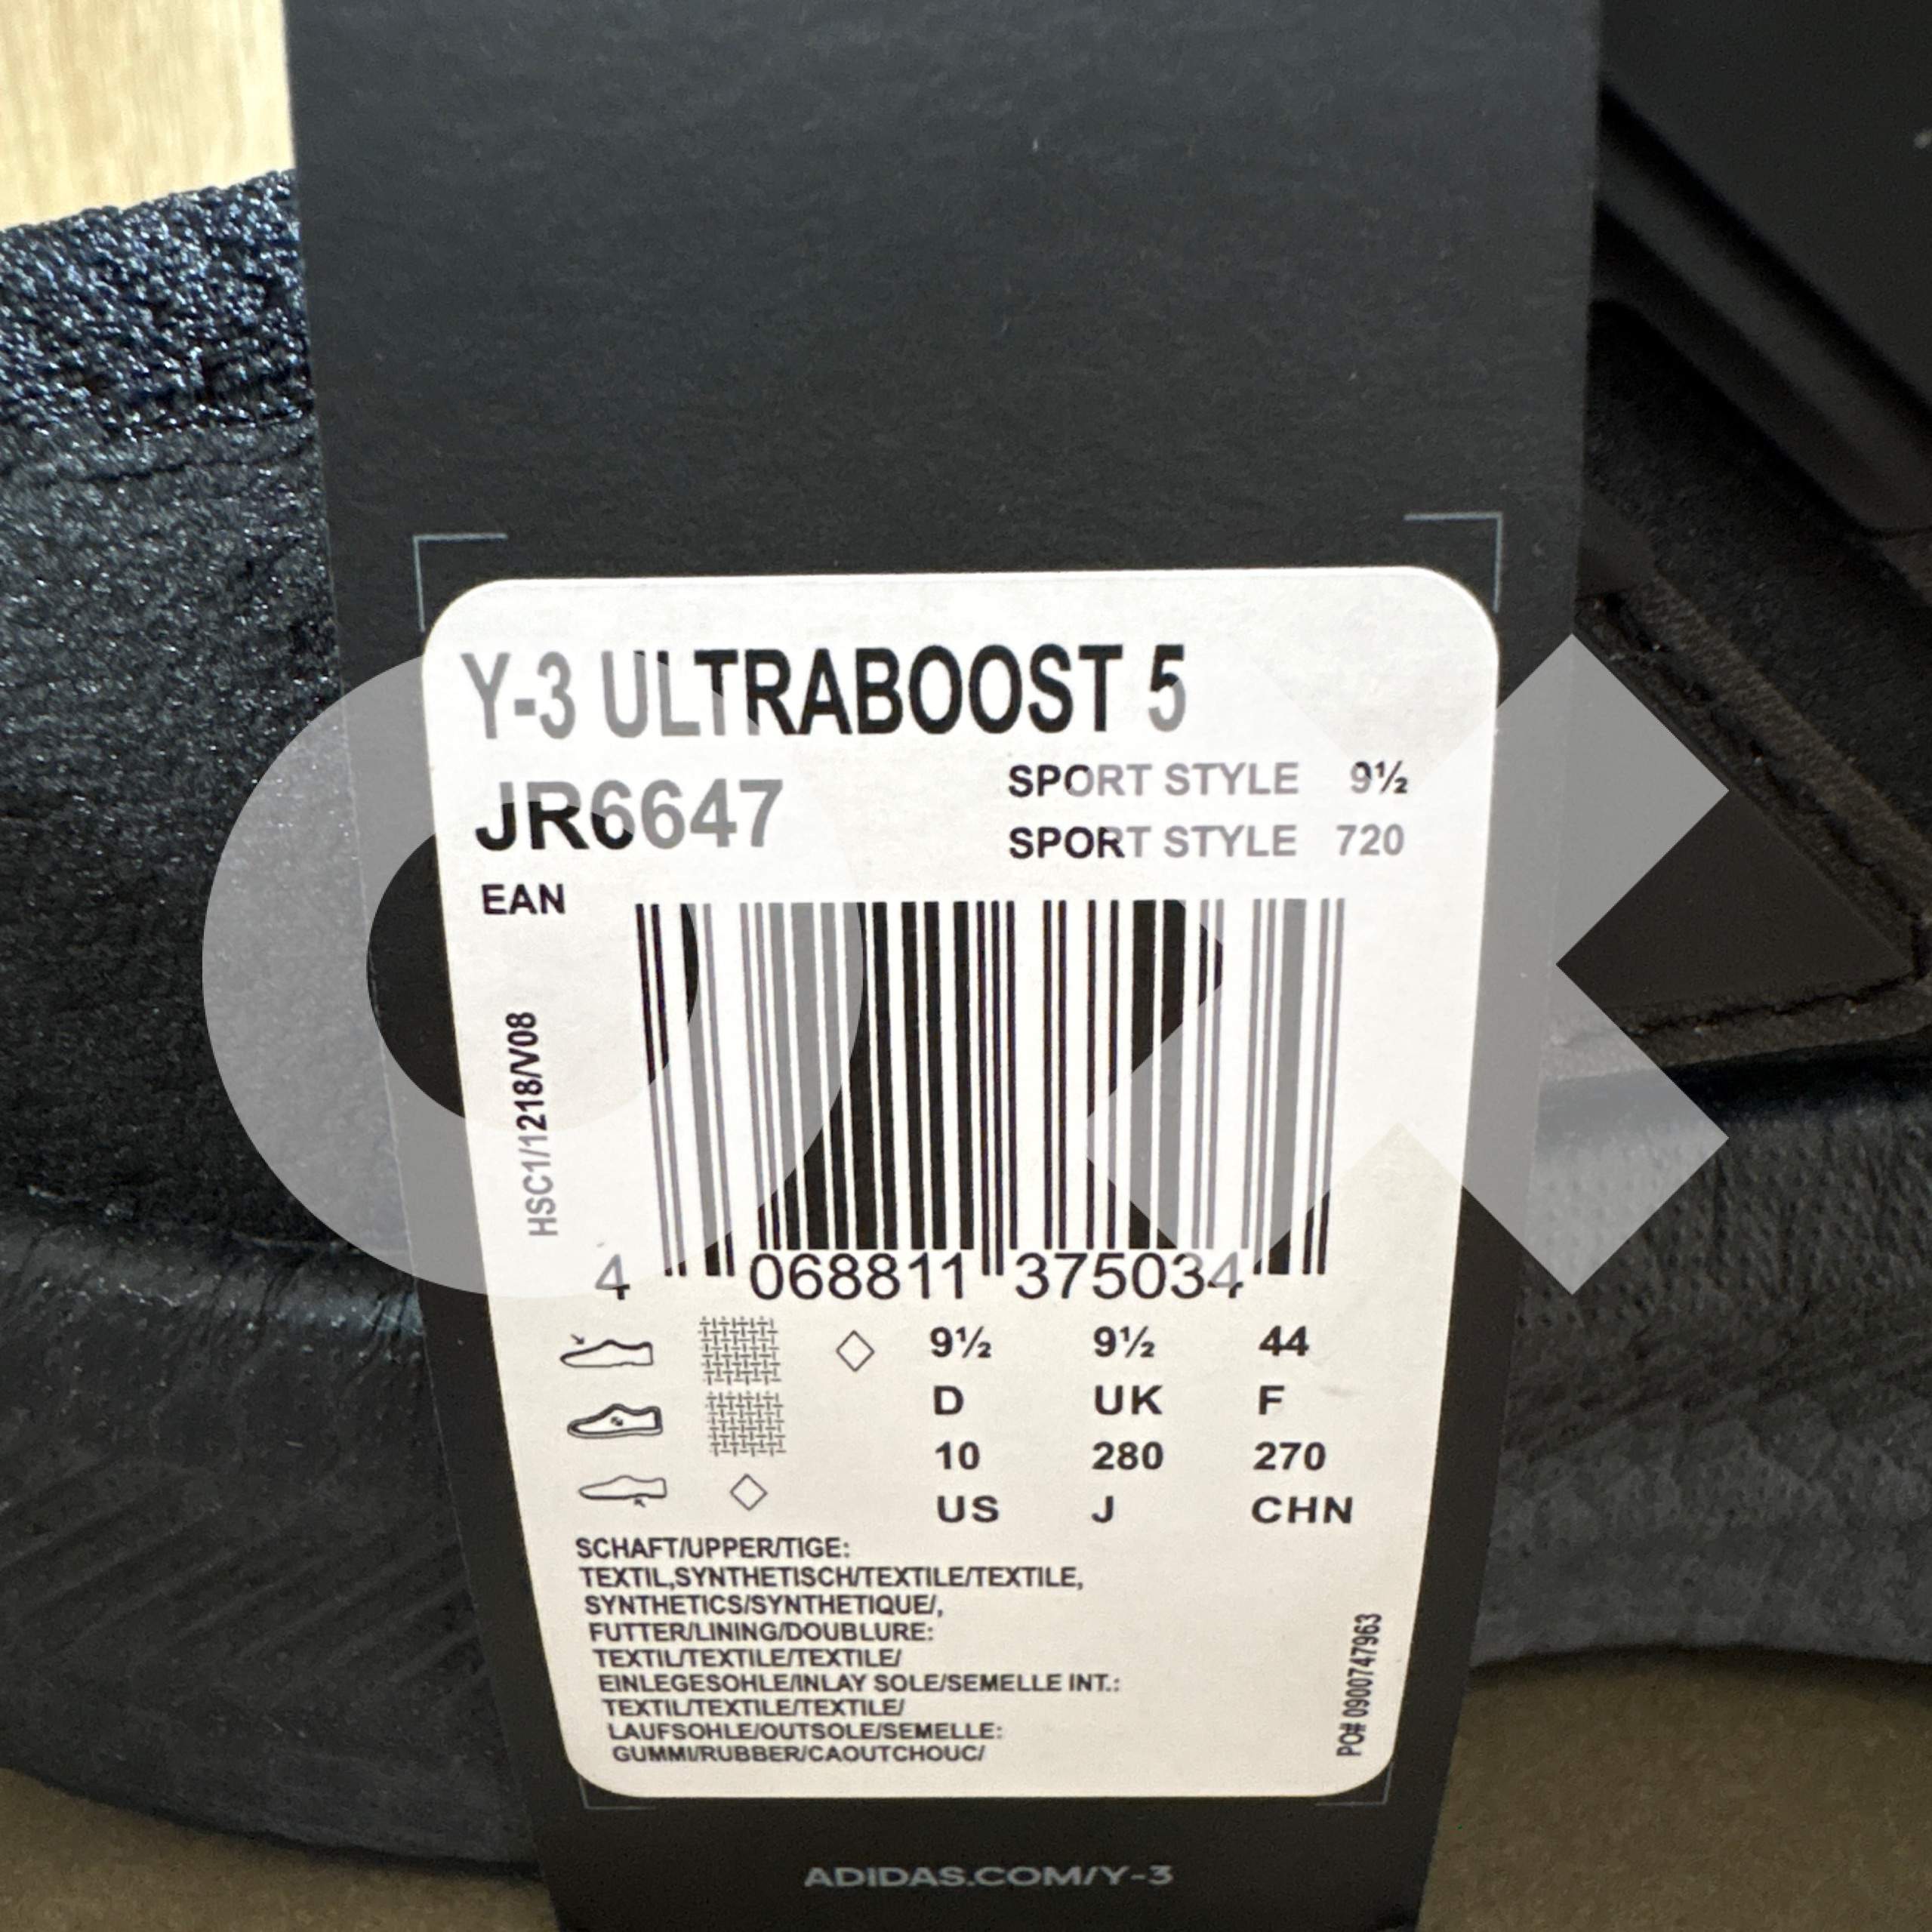 Y-3 ULTRABOOST 5
JR6647
SPORT STYLE 9½
SPORT STYLE 720
EAN
HSC1/1218/V08
4 068811 375034
9½ 9½ 44
D UK F
10 280 270
US J CHN
SCHAFT/UPPER/TIGE:
TEXTIL,SYNTHETISCH/TEXTILE/TEXTILE,
SYNTHETICS/SYNTHETIQUE/,
FUTTER/LINING/DOUBLURE:
TEXTIL/TEXTILE/TEXTILE/
EINLEGESOHLE/INLAY SOLE/SEMELLE INT.:
TEXTIL/TEXTILE/TEXTILE/
LAUFSOHLE/OUTSOLE/SEMELLE:
GUMMI/RUBBER/CAOUTCHOUC/
PO# 0900747963
ADIDAS.COM/Y-3